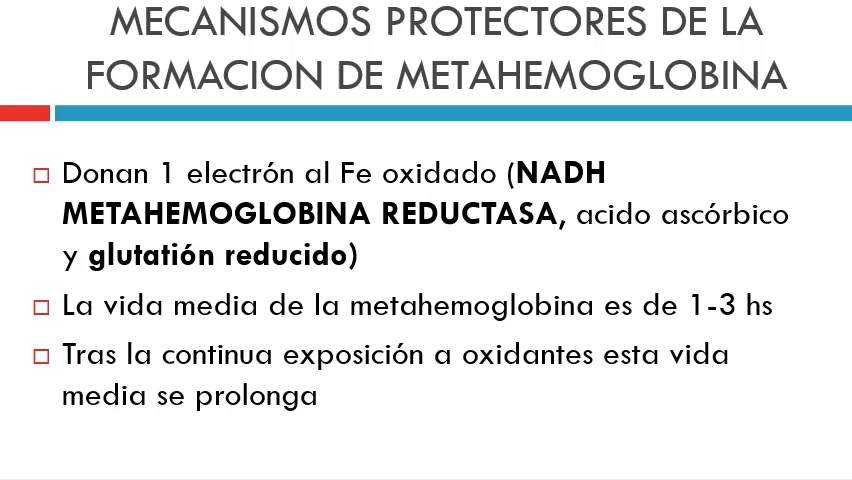 MECANISMOS PROTECTORES DE LA
FORMACION DE METAHEMOGLOBINA
Donan 1 electrón al Fe oxidado (NADH
METAHEMOGLOBINA REDUCTASA, acido ascórbico
y glutatión reducido)
La vida media de la metahemoglobina es de 1-3 hs
Tras la continua exposición a oxidantes esta vida
media se prolonga